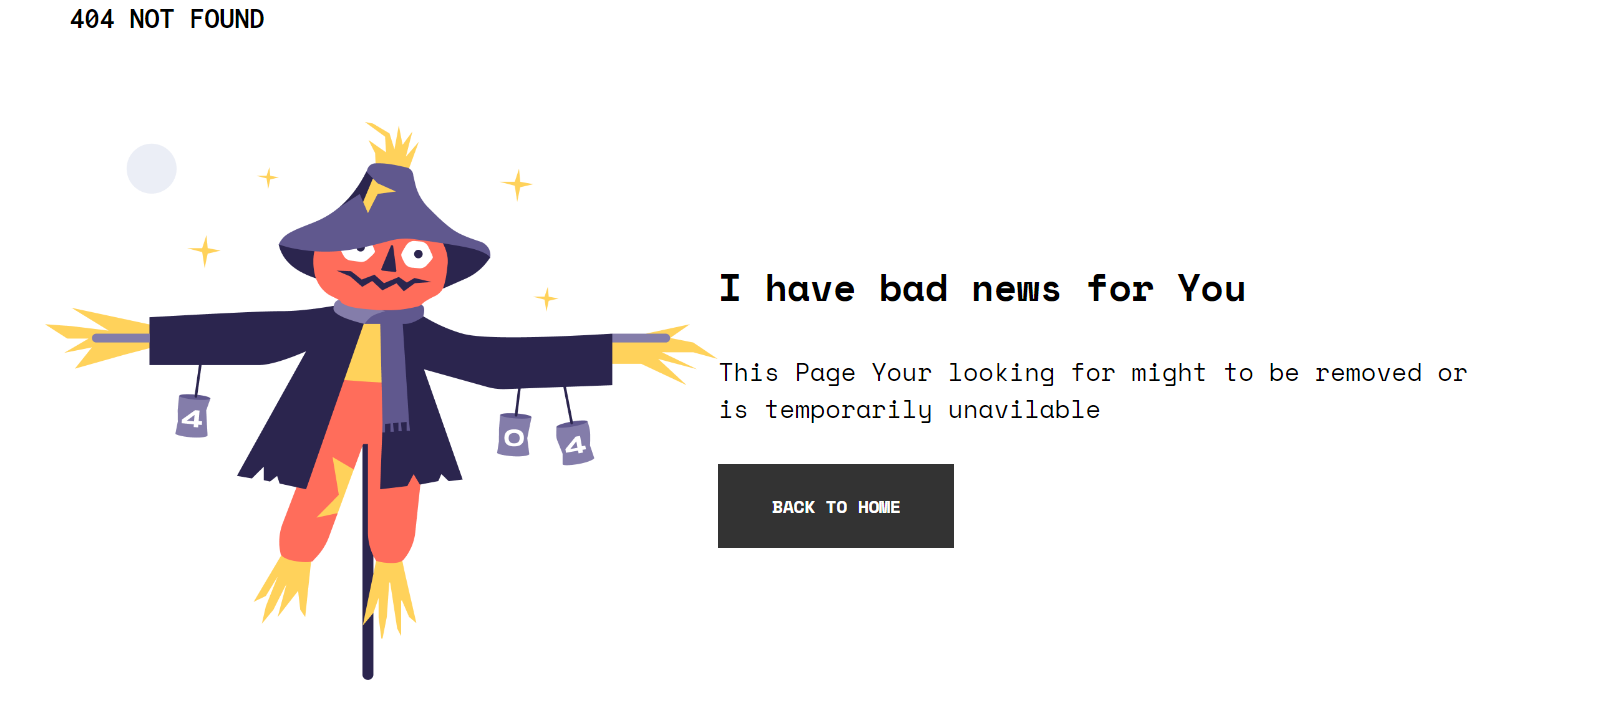 404 NOT FOUND
I have bad news for You
This Page Your looking for might to be removed or
is temporarily unavilable
4
0
4
BACK TO HOME